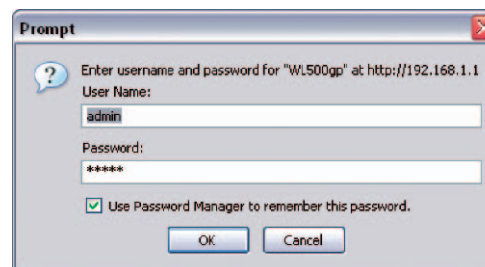 Prompt
Enter username and password for "WL500gp" at http://192.168.1.1
User Name:
admin
Password:
*****
Use Password Manager to remember this password.
OK
Cancel